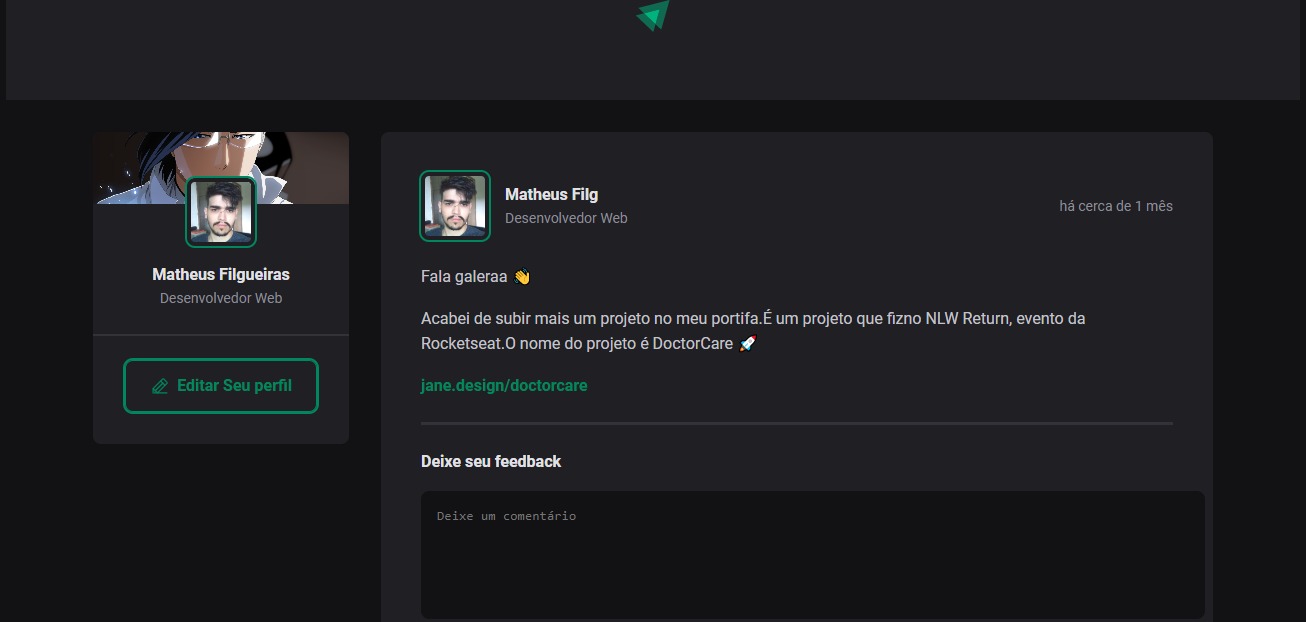 Matheus Filgueiras
Desenvolvedor Web
Editar Seu perfil
Matheus Filg
Desenvolvedor Web
há cerca de 1 mês
Fala galeraa 👋
Acabei de subir mais um projeto no meu portifa.É um projeto que fizno NLW Return, evento da
Rocketseat.O nome do projeto é DoctorCare 🚀
jane.design/doctorcare
Deixe seu feedback
Deixe um comentário